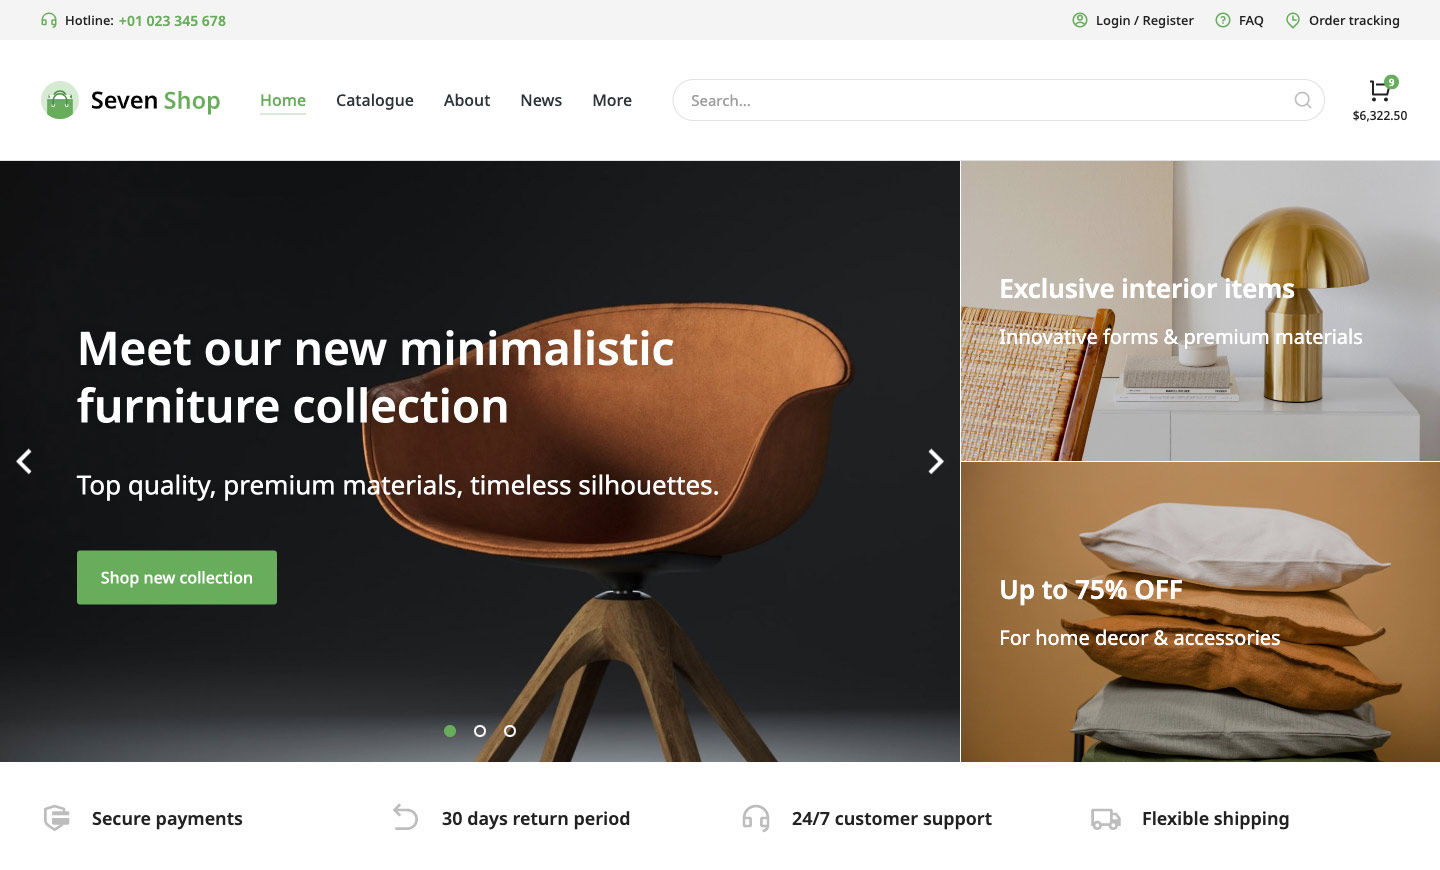 Hotline: +01 023 345 678
Login / Register
FAQ
Order tracking
Seven Shop
Home
Catalogue
About
News
More
Search...
9
$6,322.50
Meet our new minimalistic
furniture collection
Top quality, premium materials, timeless silhouettes.
Shop new collection
Exclusive interior items
Innovative forms & premium materials
Up to 75% OFF
For home decor & accessories
Secure payments
30 days return period
24/7 customer support
Flexible shipping